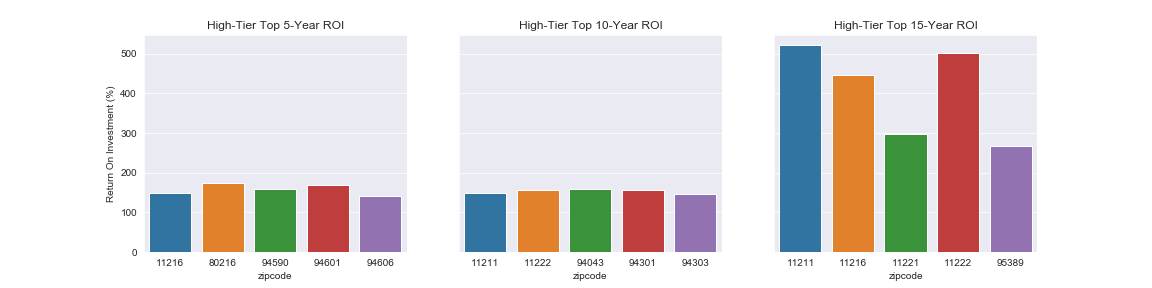 High-Tier Top 5-Year ROI
High-Tier Top 10-Year ROI
High-Tier Top 15-Year ROI
Return On Investment (%)
500
400
300
200
100
0
11216 80216 94590 94601 94606
zipcode
11211 11222 94043 94301 94303
zipcode
11211 11216 11221 11222 95389
zipcode